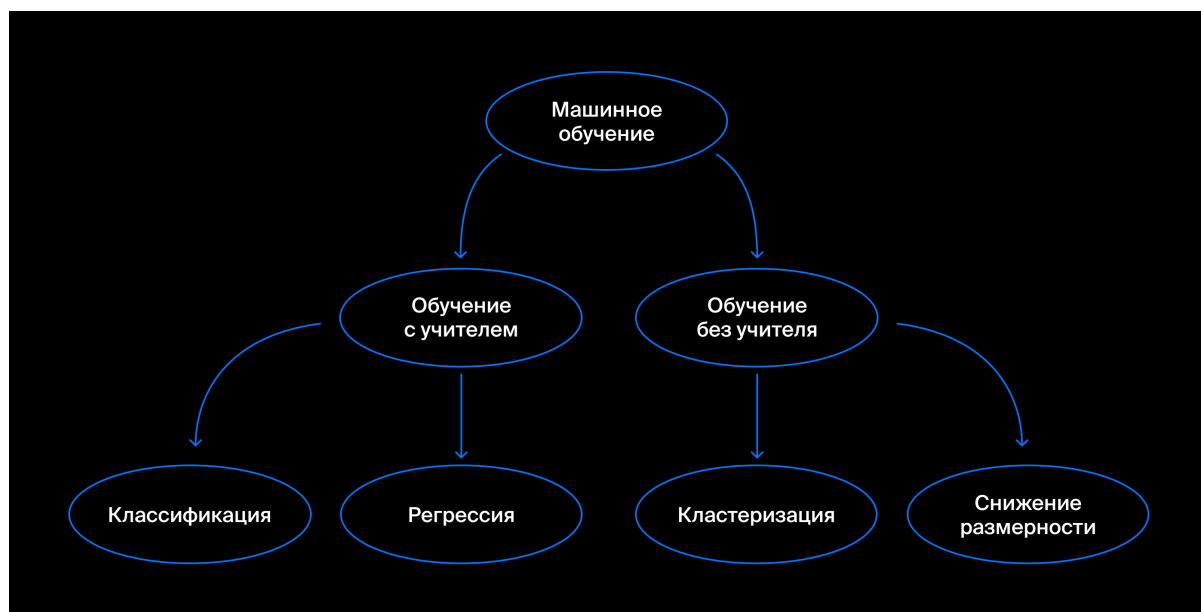 Машинное
обучение
Обучение
с учителем
Обучение
без учителя
Классификация
Регрессия
Кластеризация
Снижение
размерности